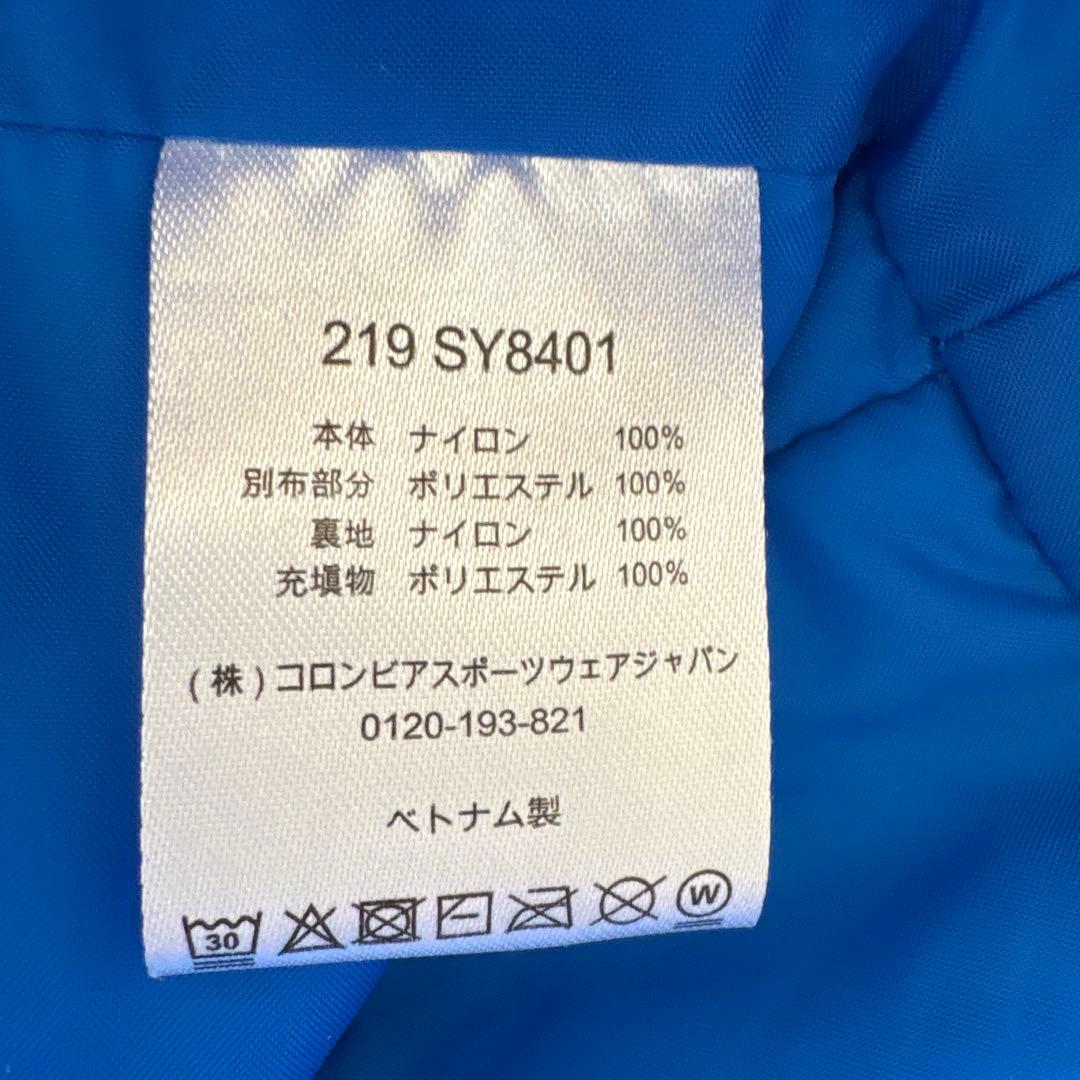 219 SY8401
本体 ナイロン 100%
別布部分 ポリエステル 100%
裏地 ナイロン 100%
充塡物 ポリエステル 100%
(株)コロンビアスポーツウェアジャパン
0120-193-821
ベトナム製
30 W